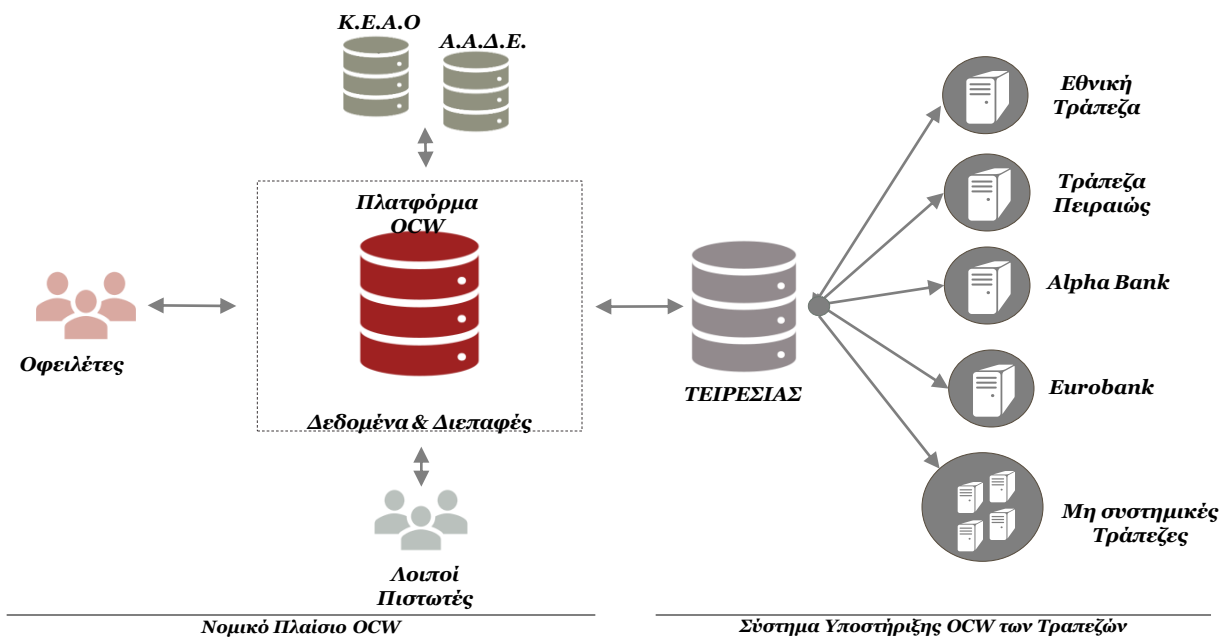 Κ.Ε.Α.Ο
Α.Α.Δ.Ε.
Πλατφόρμα
OCW
Δεδομένα & Διεπαφές
Οφειλέτες
Λοιποί
Πιστωτές
ΤΕΙΡΕΣΙΑΣ
Εθνική
Τράπεζα
Τράπεζα
Πειραιώς
Alpha Bank
Eurobank
Μη συστημικές
Τράπεζες
Νομικό Πλαίσιο OCW
Σύστημα Υποστήριξης OCW των Τραπεζών